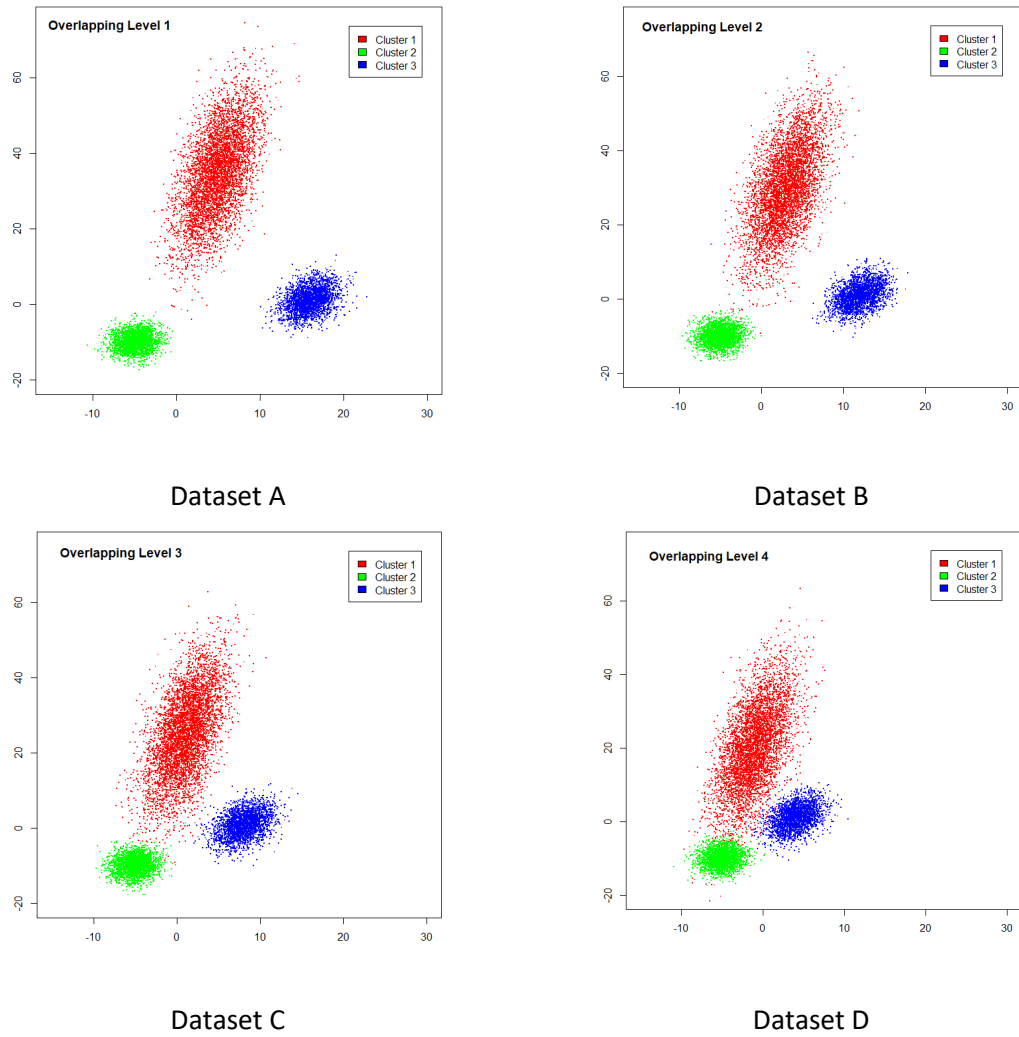 Overlapping Level 1
Cluster 1
Cluster 2
Cluster 3
60
40
20
0
-20
-10 0 10 20 30
Dataset A
Overlapping Level 2
Cluster 1
Cluster 2
Cluster 3
60
40
20
0
-20
-10 0 10 20 30
Dataset B
Overlapping Level 3
Cluster 1
Cluster 2
Cluster 3
60
40
20
0
-20
-10 0 10 20 30
Dataset C
Overlapping Level 4
Cluster 1
Cluster 2
Cluster 3
60
40
20
0
-20
-10 0 10 20 30
Dataset D